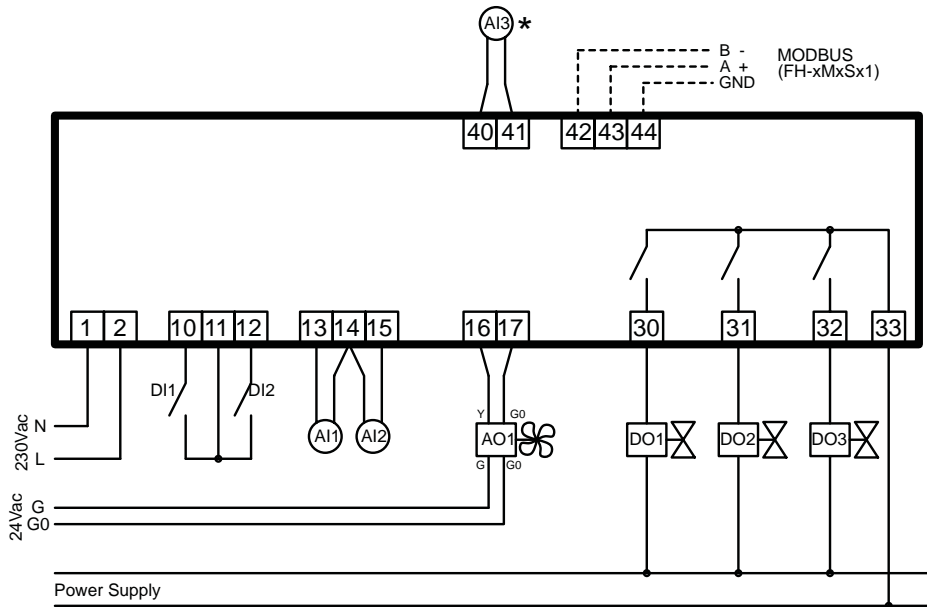 AI3 *
B -
A +
GND
MODBUS
(FH-xMxSx1)
40 41 42 43 44
1 2 10 11 12 13 14 15 16 17 30 31 32 33
DI1 DI2
Y G0
230Vac
N
L
AI1 AI2 AO1 DO1 DO2 DO3
G G0
24Vac
G
G0
Power Supply